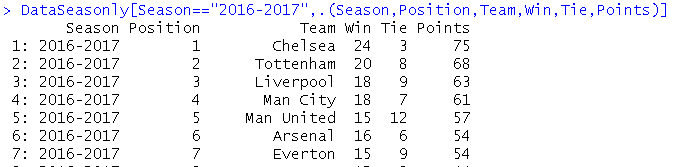 > DataSeasonly[Season=="2016-2017",.(Season,Position,Team,Win,Tie,Points)]
Season Position Team Win Tie Points
1: 2016-2017 1 Chelsea 24 3 75
2: 2016-2017 2 Tottenham 20 8 68
3: 2016-2017 3 Liverpool 18 9 63
4: 2016-2017 4 Man City 18 7 61
5: 2016-2017 5 Man United 15 12 57
6: 2016-2017 6 Arsenal 16 6 54
7: 2016-2017 7 Everton 15 9 54